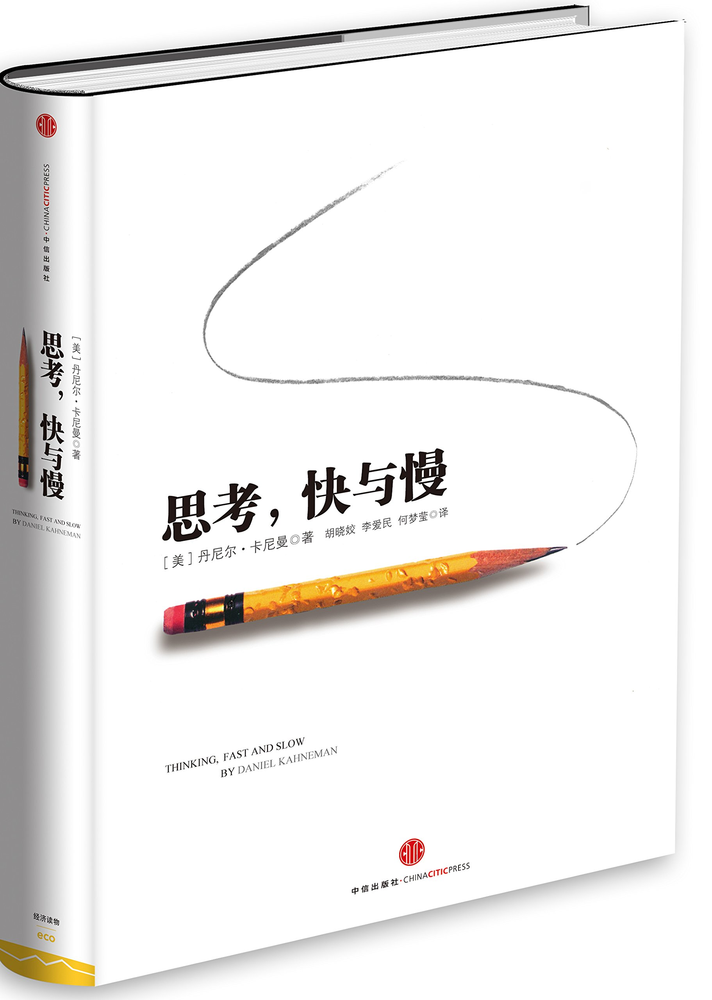 中信出版社·CHINACITICPRESS
[美]丹尼尔·卡尼曼◎著
思考，快与慢
THINKING, FAST AND SLOW
BY DANIEL KAHNEMAN
经济读物
eco
思考，快与慢
[美]丹尼尔·卡尼曼◎著 胡晓姣 李爱民 何梦莹◎译
THINKING, FAST AND SLOW
BY DANIEL KAHNEMAN
中信出版社·CHINACITICPRESS